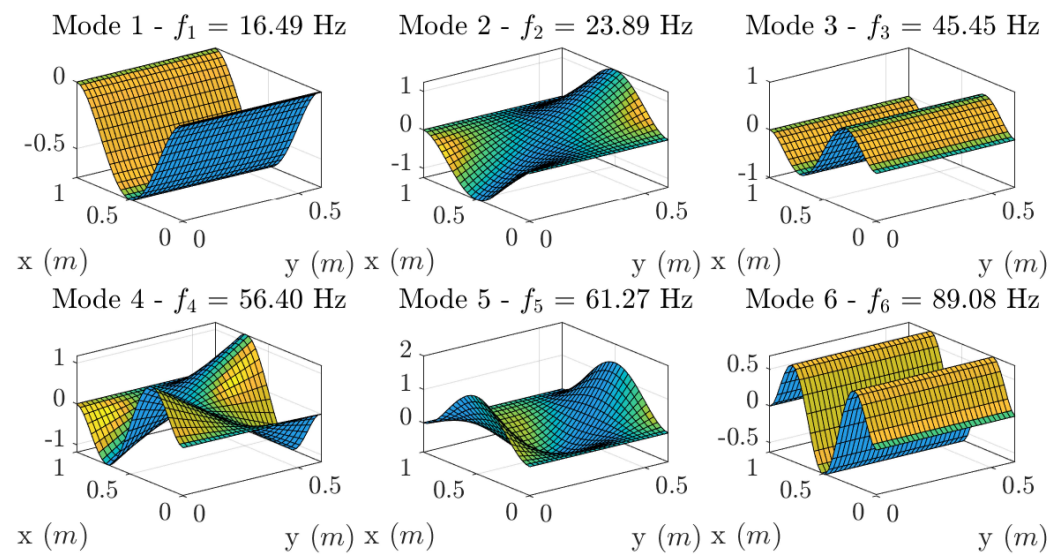 Mode 1 - f₁ = 16.49 Hz
0
-0.5
1
0.5
0
0
0.5
x (m)
y (m)
Mode 2 - f₂ = 23.89 Hz
1
0
-1
1
0.5
0
0
0.5
x (m)
y (m)
Mode 3 - f₃ = 45.45 Hz
1
0
-1
1
0.5
0
0
0.5
x (m)
y (m)
Mode 4 - f₄ = 56.40 Hz
1
0
-1
1
0.5
0
0
0.5
x (m)
y (m)
Mode 5 - f₅ = 61.27 Hz
2
1
0
1
0.5
0
0
0.5
x (m)
y (m)
Mode 6 - f₆ = 89.08 Hz
0.5
0
-0.5
1
0.5
0
0
0.5
x (m)
y (m)